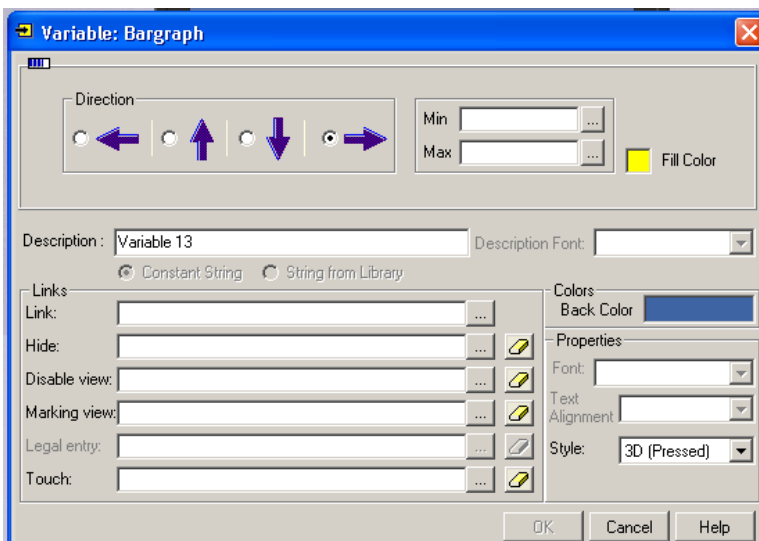 Variable: Bargraph
Direction
Min ...
Max ...
Fill Color
Description : Variable 13 Description Font:
Constant String String from Library
Links
Link: ...
Hide: ...
Disable view: ...
Marking view: ...
Legal entry: ...
Touch: ...
Colors
Back Color
Properties
Font:
Text
Alignment
Style: 3D (Pressed)
OK Cancel Help